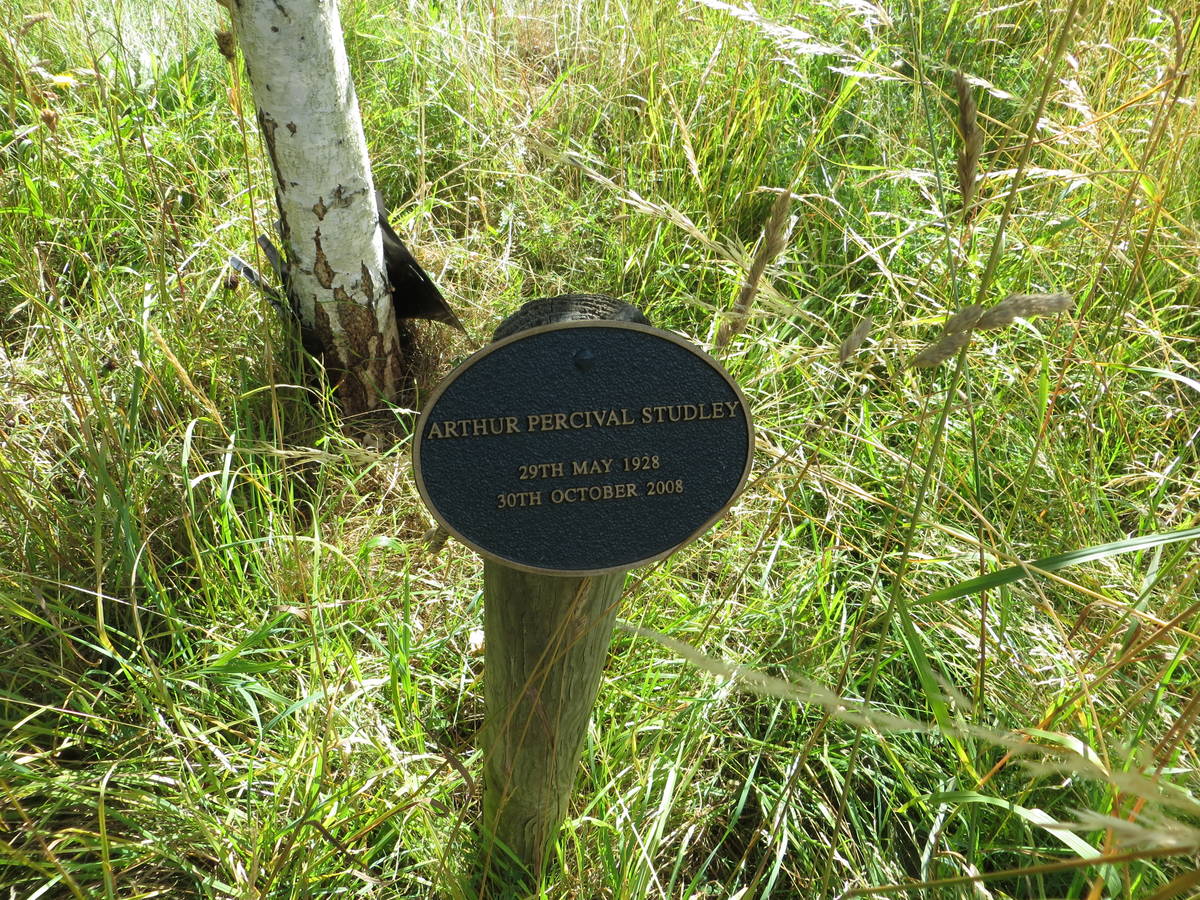 ARTHUR PERCIVAL STUDLEY
29TH MAY 1928
30TH OCTOBER 2008